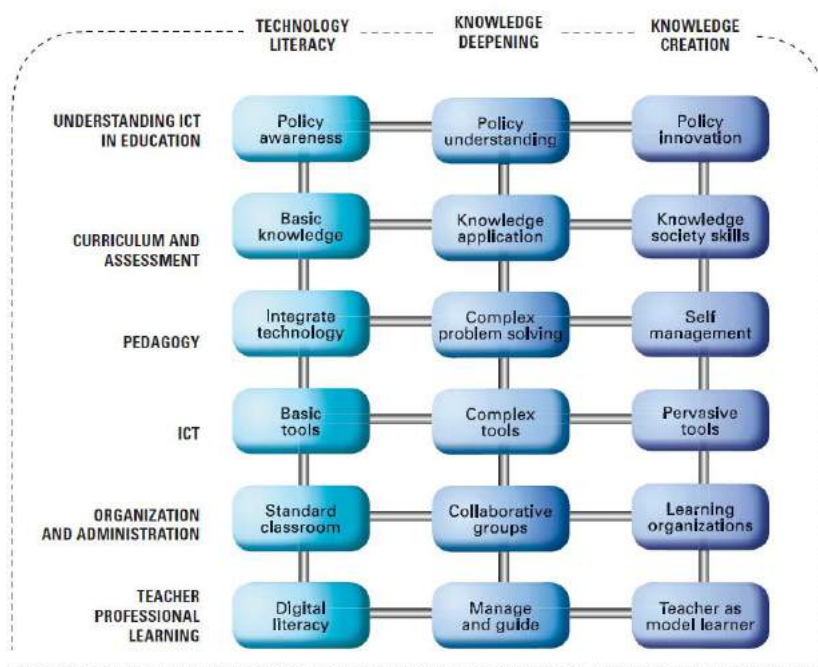 TECHNOLOGY
LITERACY
KNOWLEDGE
DEEPENING
KNOWLEDGE
CREATION
UNDERSTANDING ICT
IN EDUCATION
Policy
awareness
Policy
understanding
Policy
innovation
CURRICULUM AND
ASSESSMENT
Basic
knowledge
Knowledge
application
Knowledge
society skills
PEDAGOGY
Integrate
technology
Complex
problem solving
Self
management
ICT
Basic
tools
Complex
tools
Pervasive
tools
ORGANIZATION
AND ADMINISTRATION
Standard
classroom
Collaborative
groups
Learning
organizations
TEACHER
PROFESSIONAL
LEARNING
Digital
literacy
Manage
and guide
Teacher as
model learner